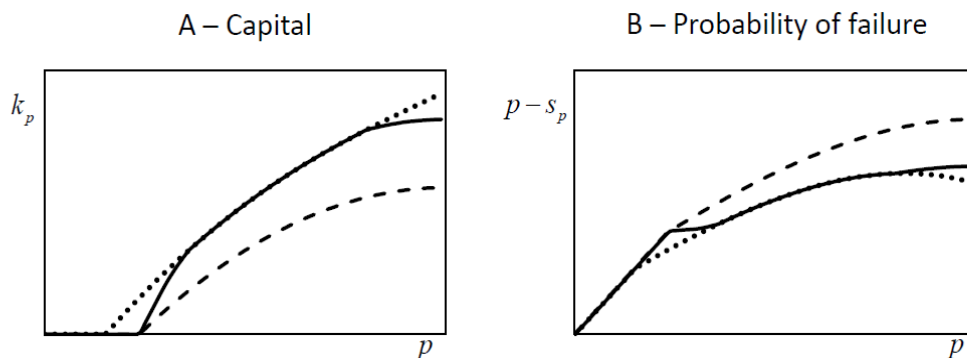 A – Capital
k_p
p
B – Probability of failure
p – s_p
p